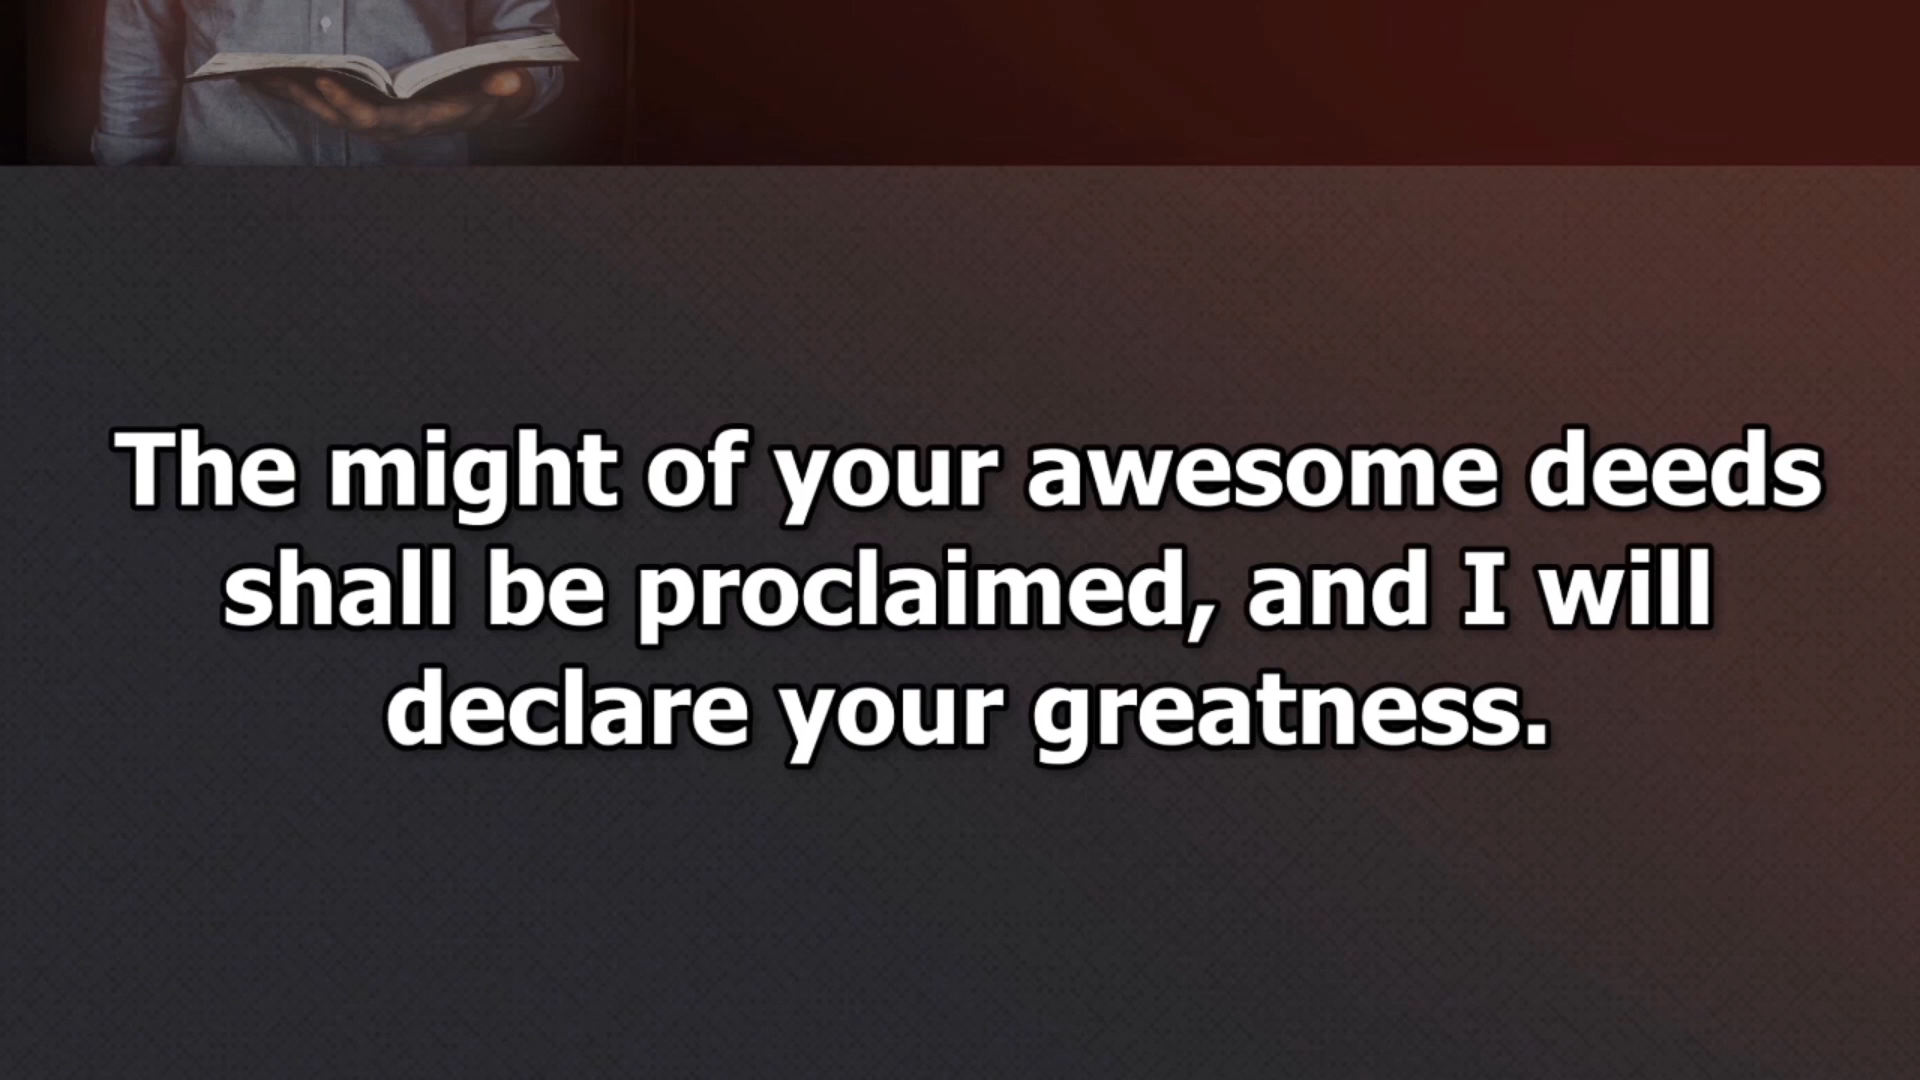 The might of your awesome deeds
shall be proclaimed, and I will
declare your greatness.